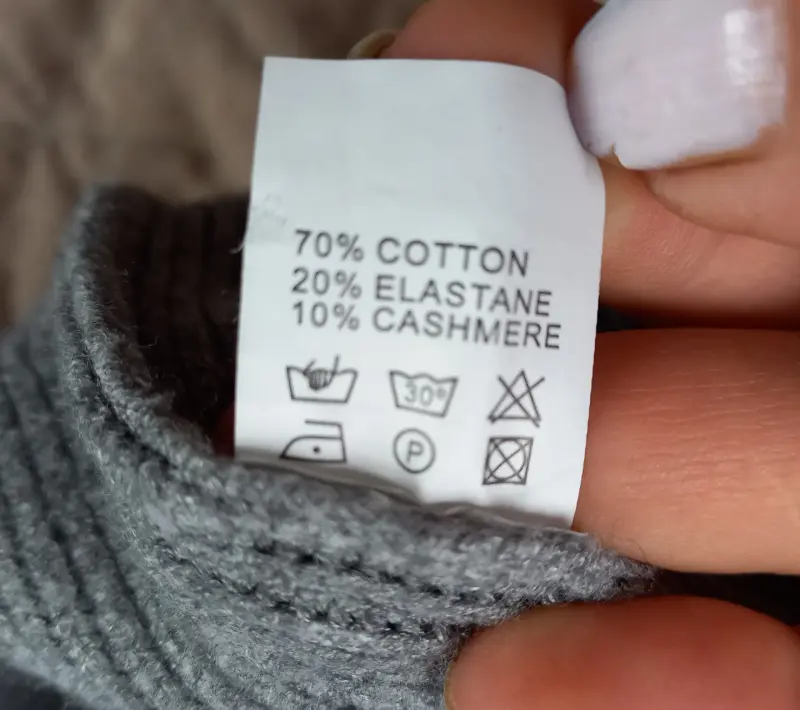 70% COTTON
20% ELASTANE
10% CASHMERE
30°
P